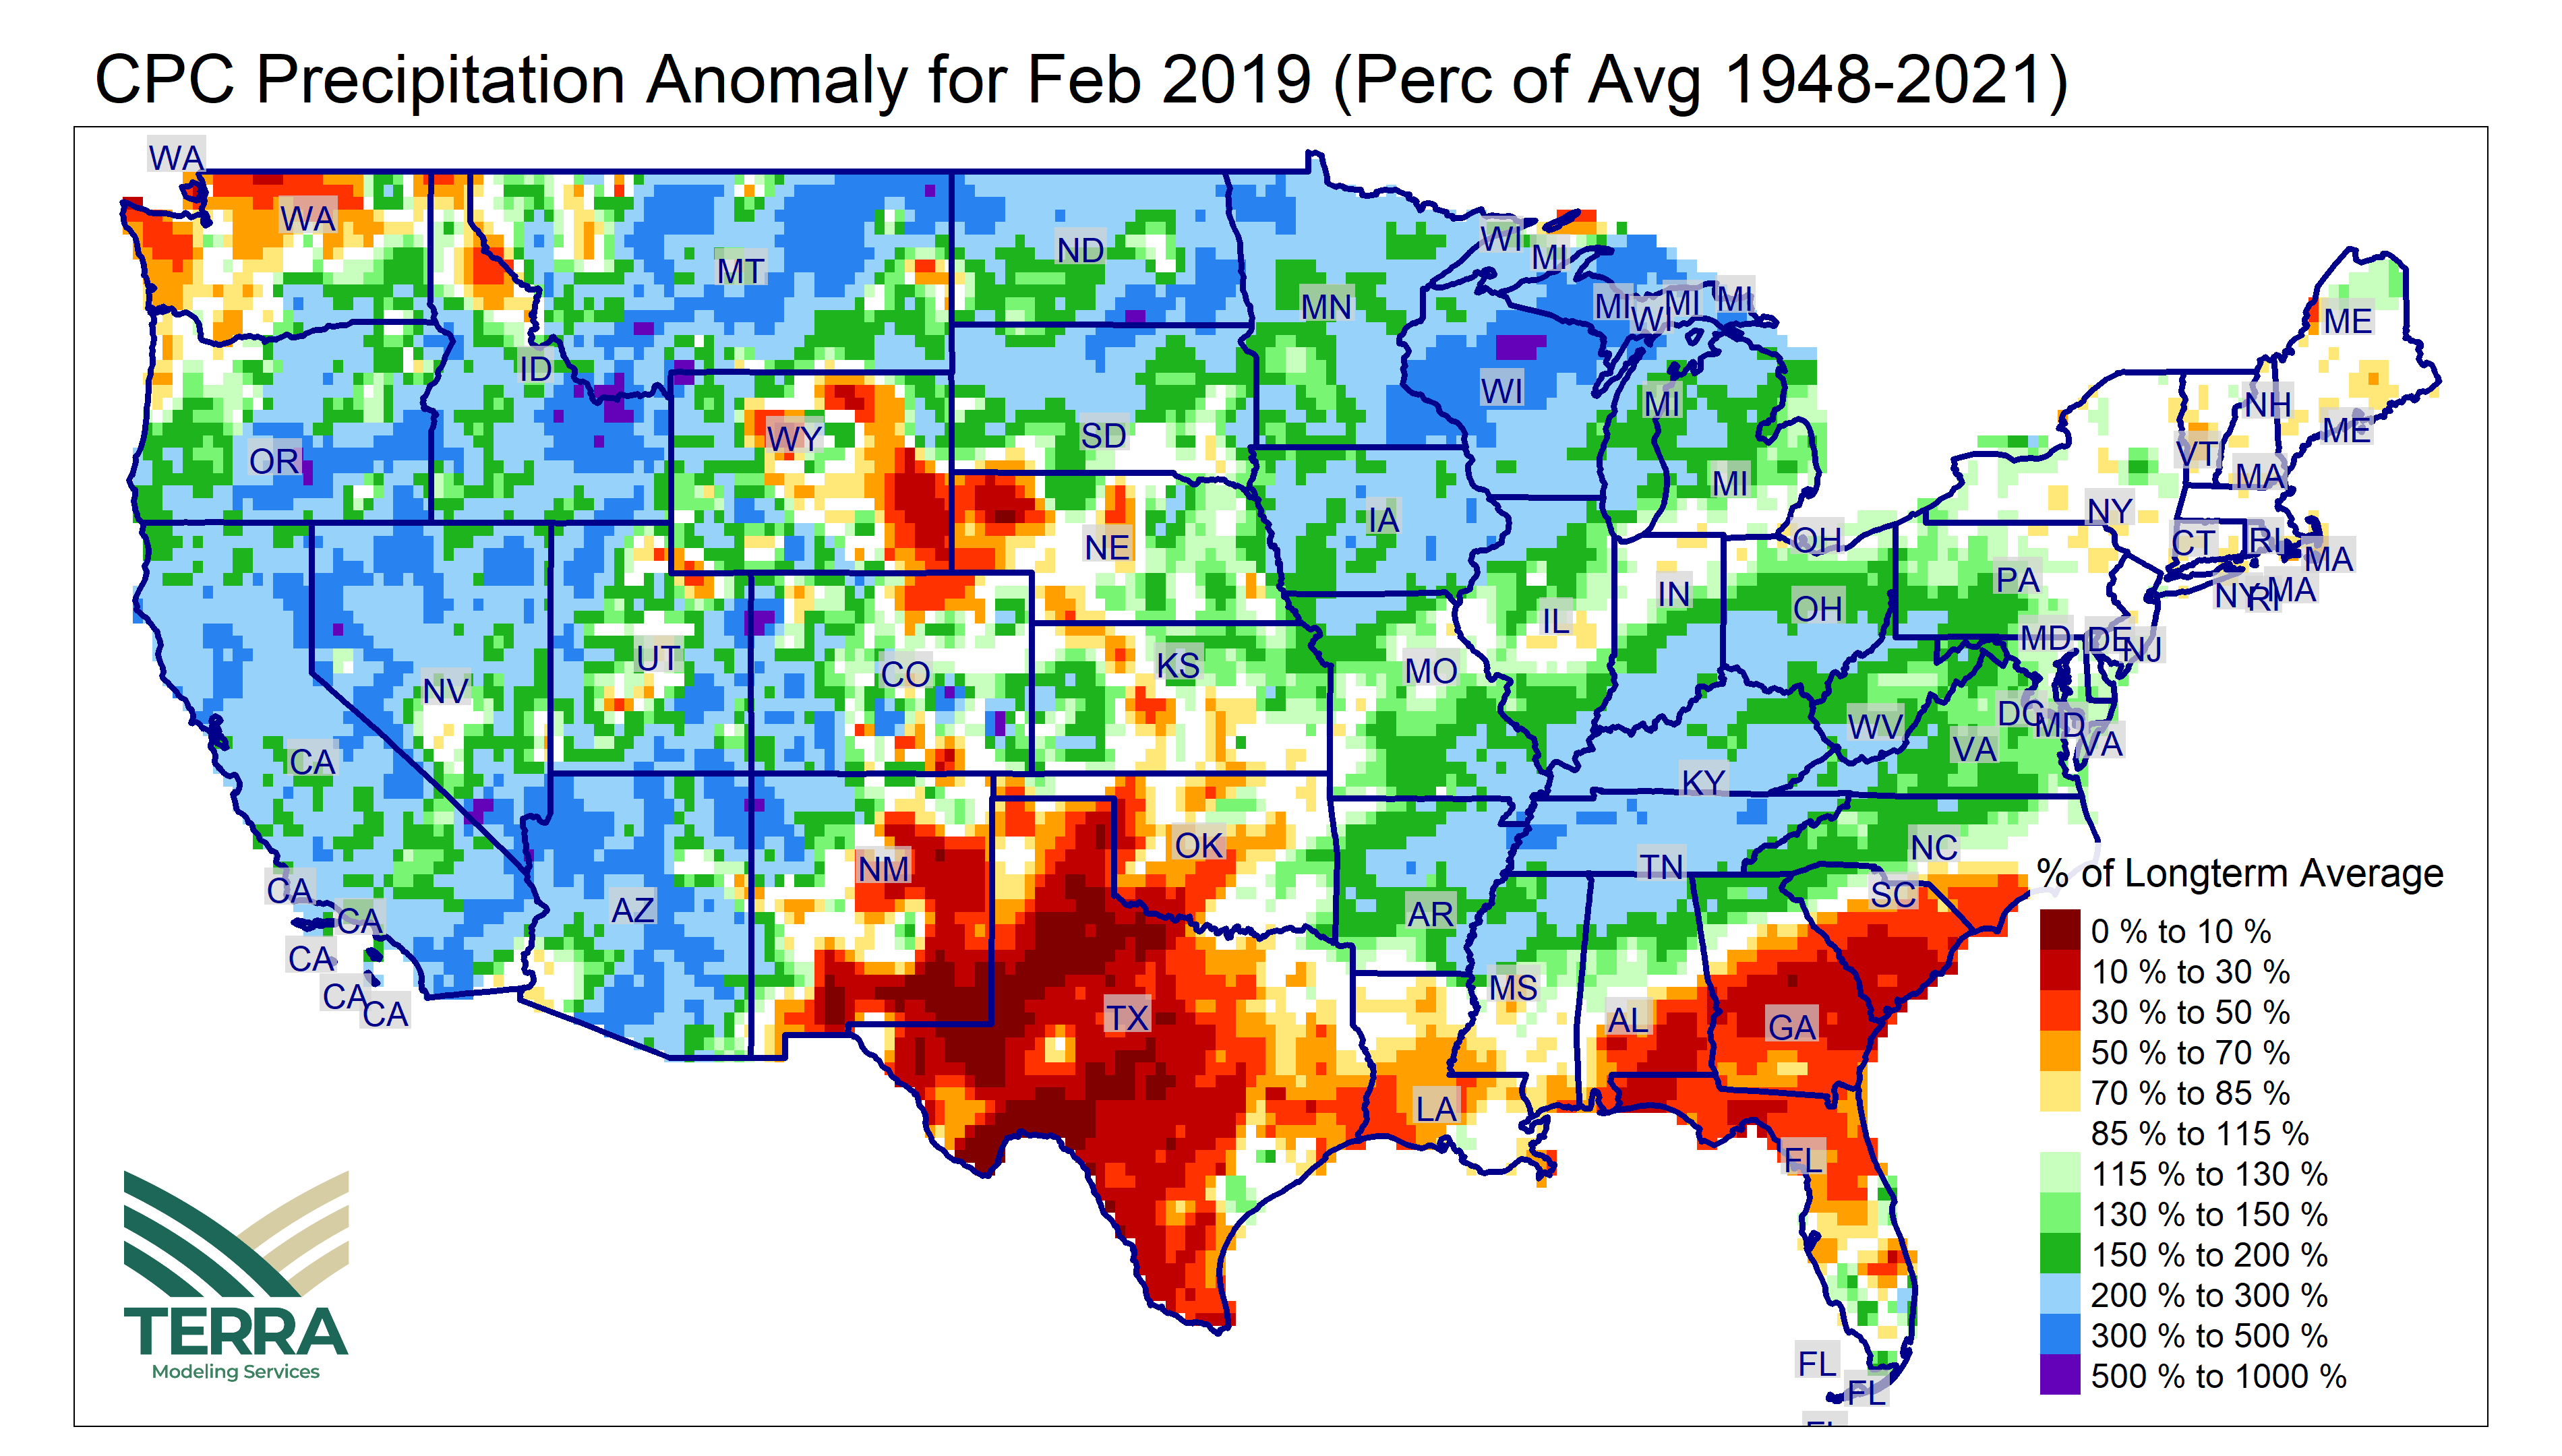 CPC Precipitation Anomaly for Feb 2019 (Perc of Avg 1948-2021)
WA
WA
MT
ND
MN
WI
MI
MI
WI
MI
MI
ME
ID
WI
MI
NH
ME
OR
WY
SD
VT
MA
MI
IA
NE
OH
NY
CT
RI
MA
IN
OH
PA
NY
RI
MA
IL
MD
DE
NJ
UT
CO
KS
MO
NV
WV
VA
DC
MD
VA
CA
KY
OK
NC
NM
TN
SC
CA
CA
AZ
AR
CA
CA
CA
MS
TX
AL
GA
LA
FL
FL
FL
% of Longterm Average
0 % to 10 %
10 % to 30 %
30 % to 50 %
50 % to 70 %
70 % to 85 %
85 % to 115 %
115 % to 130 %
130 % to 150 %
150 % to 200 %
200 % to 300 %
300 % to 500 %
500 % to 1000 %
TERRA
Modeling Services